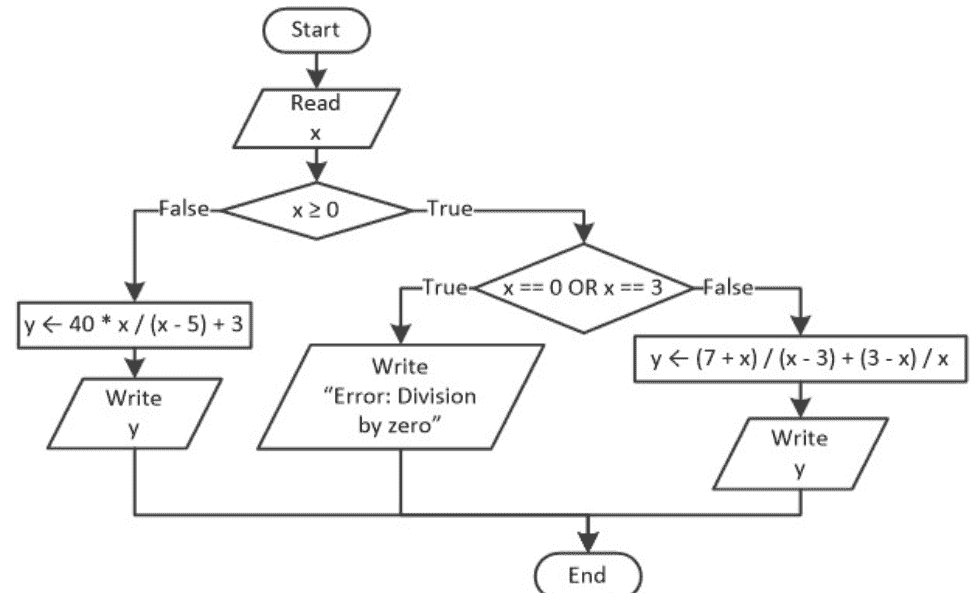 Start
Read
x
x ≥ 0
False
True
x == 0 OR x == 3
True
False
y ← 40 * x / (x - 5) + 3
Write
y
Write
“Error: Division
by zero”
y ← (7 + x) / (x - 3) + (3 - x) / x
Write
y
End